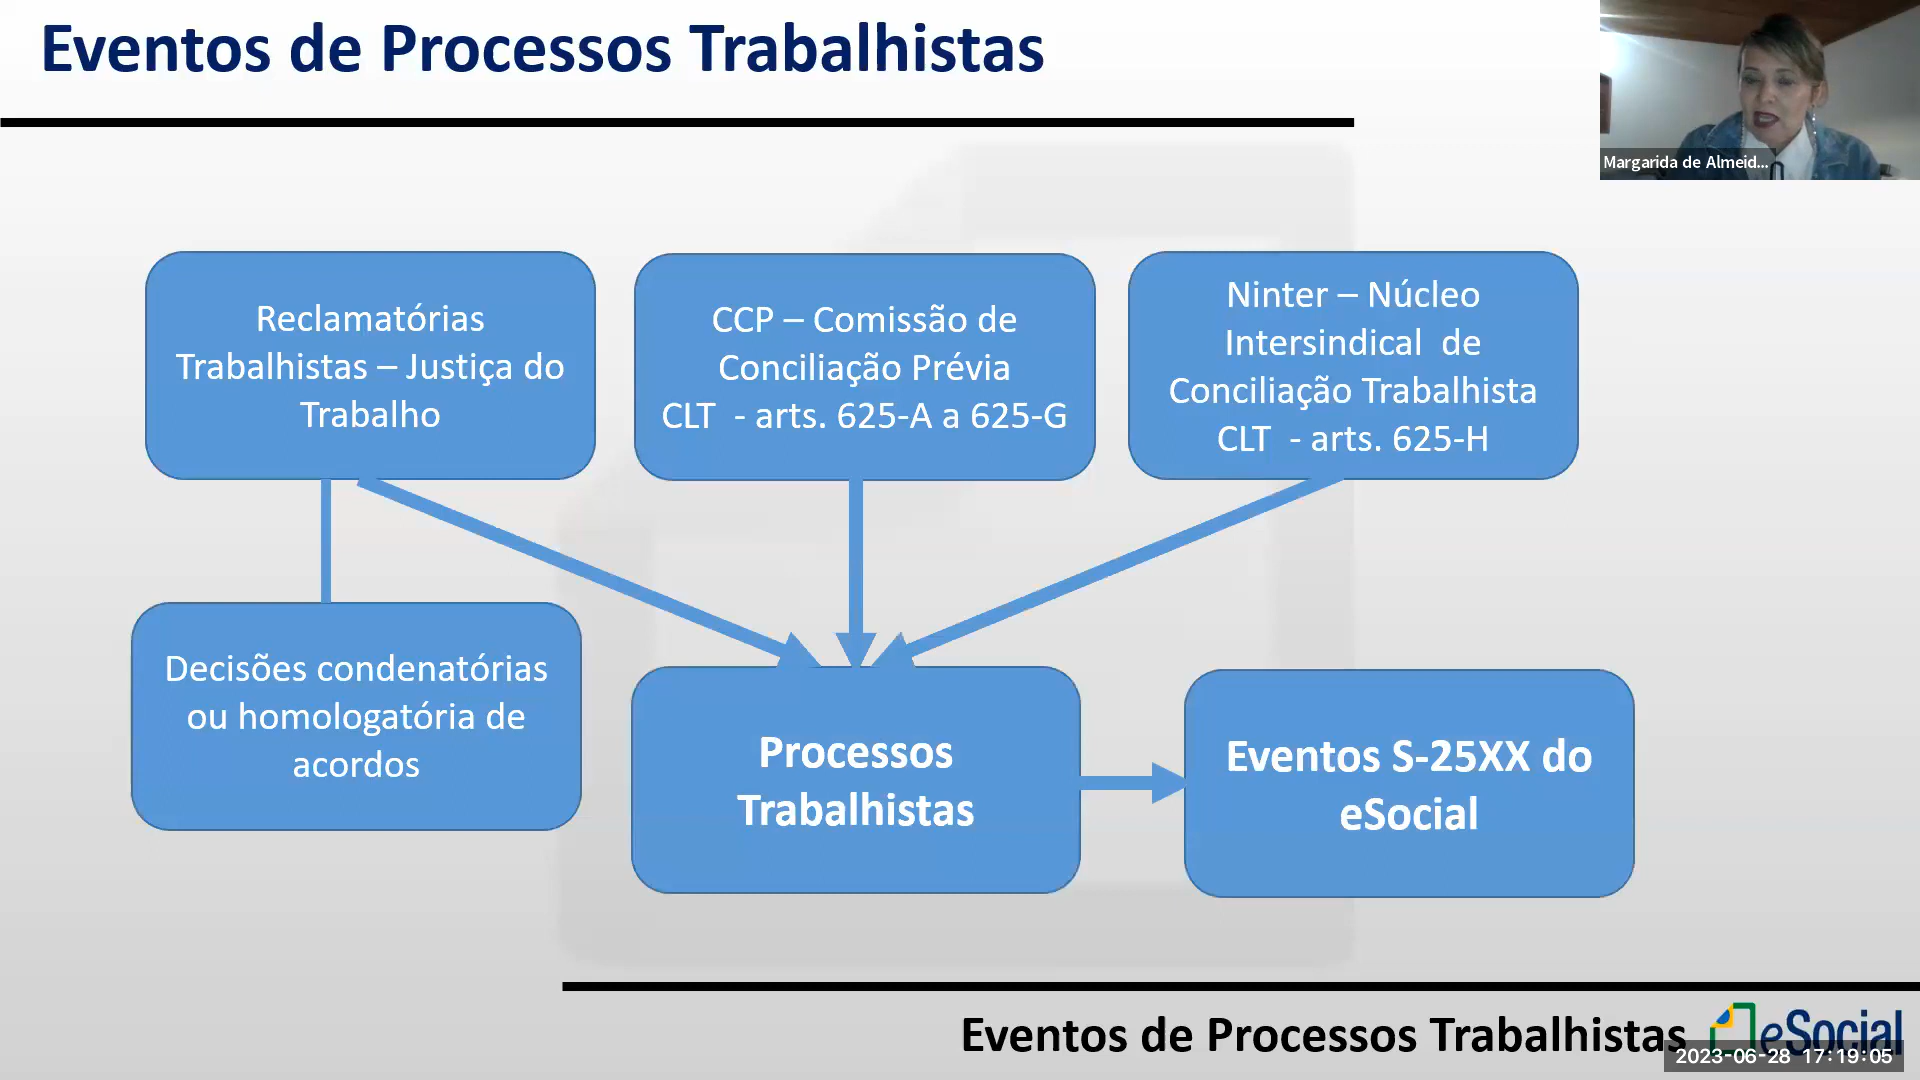 Eventos de Processos Trabalhistas
Margarida de Almeid...
Reclamatórias
Trabalhistas – Justiça do
Trabalho
CCP – Comissão de
Conciliação Prévia
CLT - arts. 625-A a 625-G
Ninter – Núcleo
Intersindical de
Conciliação Trabalhista
CLT - arts. 625-H
Decisões condenatórias
ou homologatória de
acordos
Processos
Trabalhistas
Eventos S-25XX do
eSocial
Eventos de Processos Trabalhistas
eSocial
2023-06-28 17:19:05